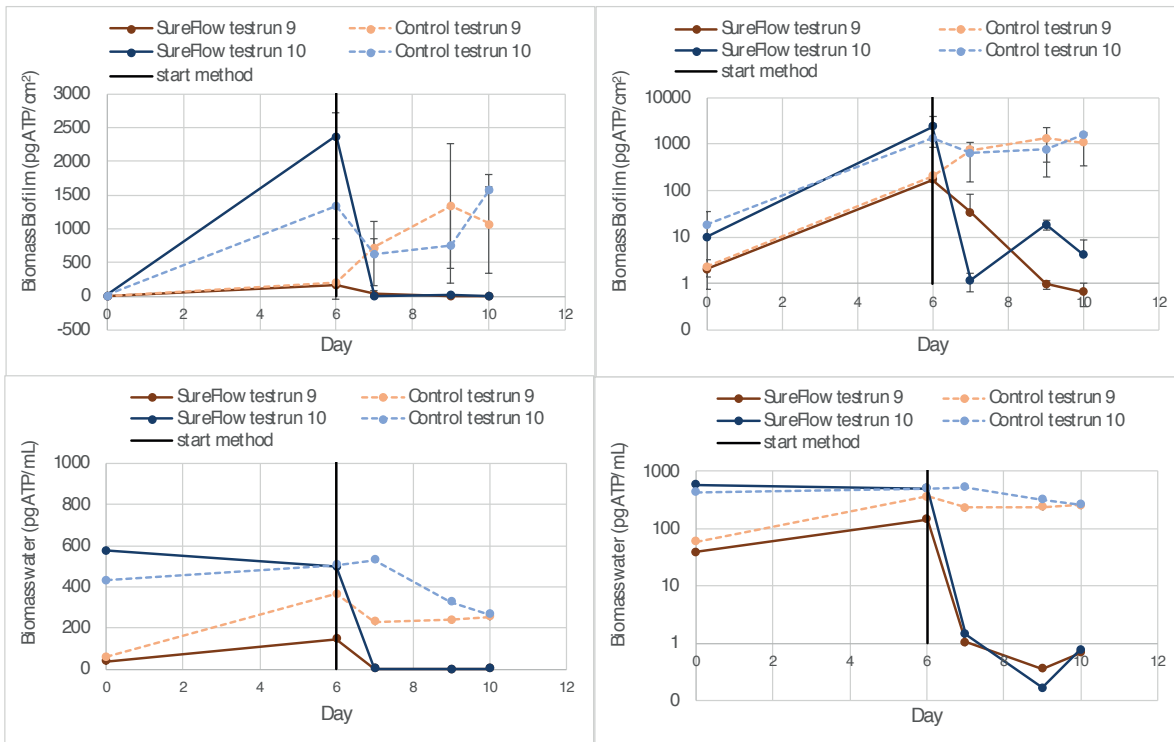 SureFlow testrun 9 Control testrun 9
SureFlow testrun 10 Control testrun 10
start method
BiomassBiofilm (pgATP/cm²)
3000
2500
2000
1500
1000
500
0
-500
0 2 4 6 8 10 12
Day
SureFlow testrun 9 Control testrun 9
SureFlow testrun 10 Control testrun 10
start method
BiomassBiofilm (pgATP/cm²)
10000
1000
100
10
1
0
0 2 4 6 8 10 12
Day
SureFlow testrun 9 Control testrun 9
SureFlow testrun 10 Control testrun 10
start method
Biomasswater (pgATP/mL)
1000
800
600
400
200
0
0 2 4 6 8 10 12
Day
SureFlow testrun 9 Control testrun 9
SureFlow testrun 10 Control testrun 10
start method
Biomasswater (pgATP/mL)
1000
100
10
1
0
0 2 4 6 8 10 12
Day